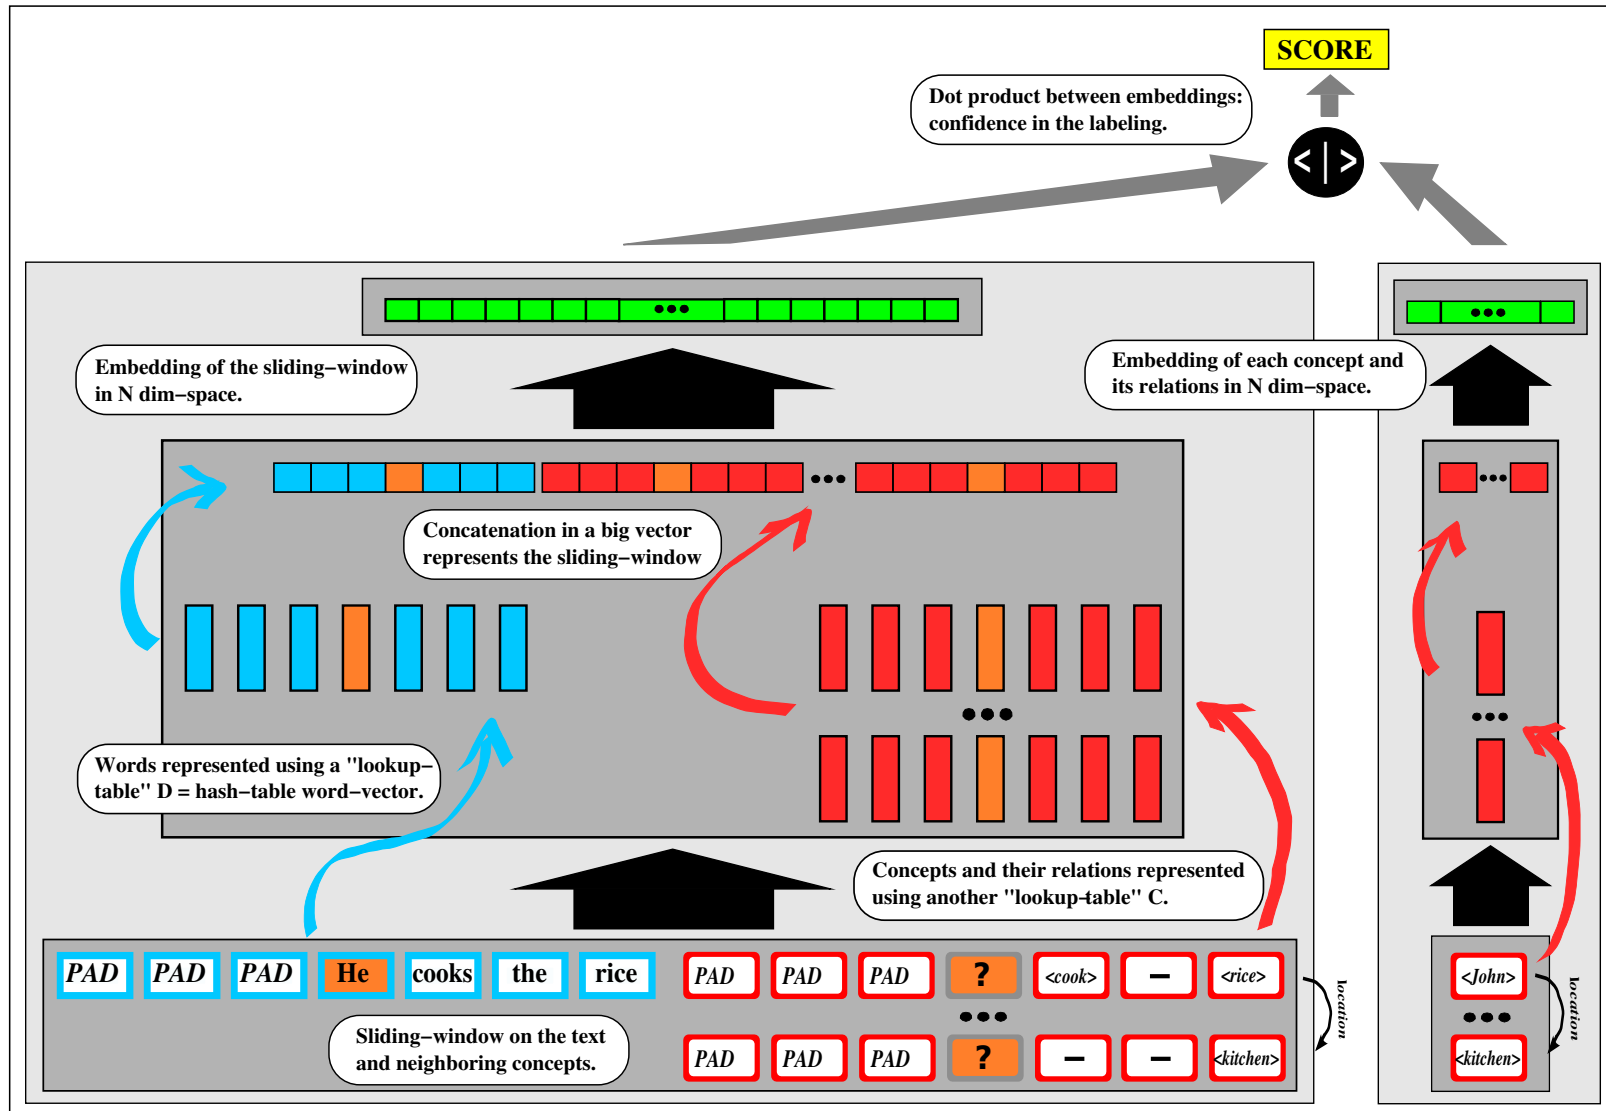 SCORE
Dot product between embeddings:
confidence in the labeling.
< | >
Embedding of the sliding−window
in N dim−space.
Embedding of each concept and
its relations in N dim−space.
Concatenation in a big vector
represents the sliding−window
Words represented using a "lookup−
table" D = hash−table word−vector.
Concepts and their relations represented
using another "lookup-table" C.
PAD PAD PAD He cooks the rice PAD PAD PAD ? <cook> − <rice>
location
<John>
location
Sliding−window on the text
and neighboring concepts.
PAD PAD PAD ? − − <kitchen>
<kitchen>